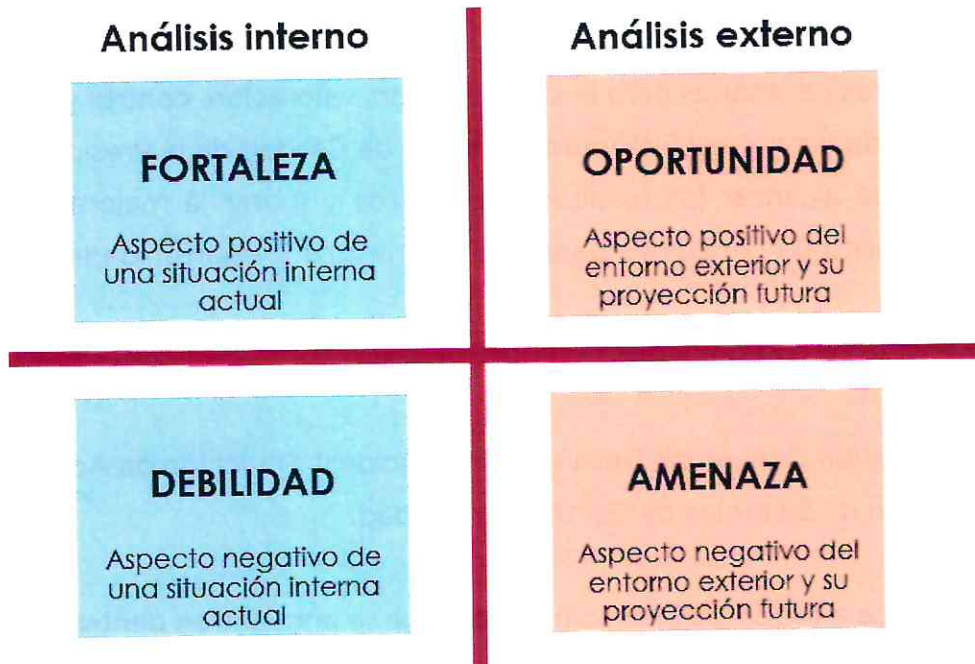 Análisis interno
Análisis externo
FORTALEZA
Aspecto positivo de
una situación interna
actual
OPORTUNIDAD
Aspecto positivo del
entorno exterior y su
proyección futura
DEBILIDAD
Aspecto negativo de
una situación interna
actual
AMENAZA
Aspecto negativo del
entorno exterior y su
proyección futura